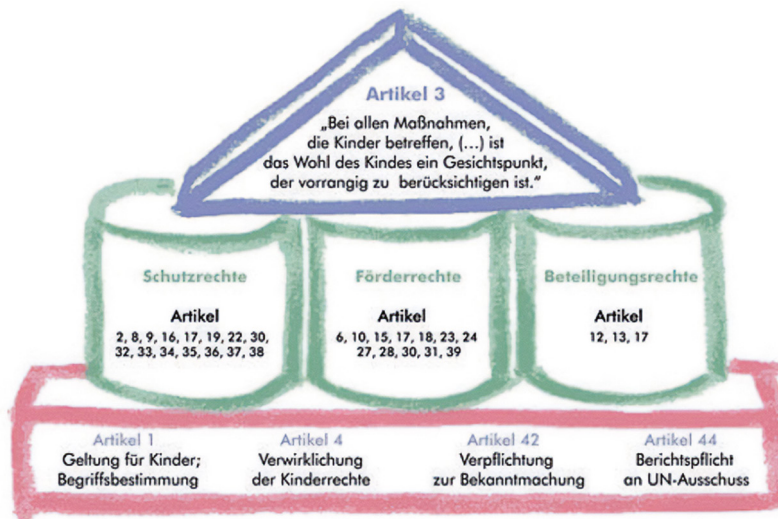 Artikel 3
„Bei allen Maßnahmen,
die Kinder betreffen, (...) ist
das Wohl des Kindes ein Gesichtspunkt,
der vorrangig zu berücksichtigen ist.“
Schutzrechte
Artikel
2, 8, 9, 16, 17, 19, 22, 30,
32, 33, 34, 35, 36, 37, 38
Förderrechte
Artikel
6, 10, 15, 17, 18, 23, 24
27, 28, 30, 31, 39
Beteiligungsrechte
Artikel
12, 13, 17
Artikel 1
Geltung für Kinder;
Begriffsbestimmung
Artikel 4
Verwirklichung
der Kinderrechte
Artikel 42
Verpflichtung
zur Bekanntmachung
Artikel 44
Berichtspflicht
an UN-Ausschuss